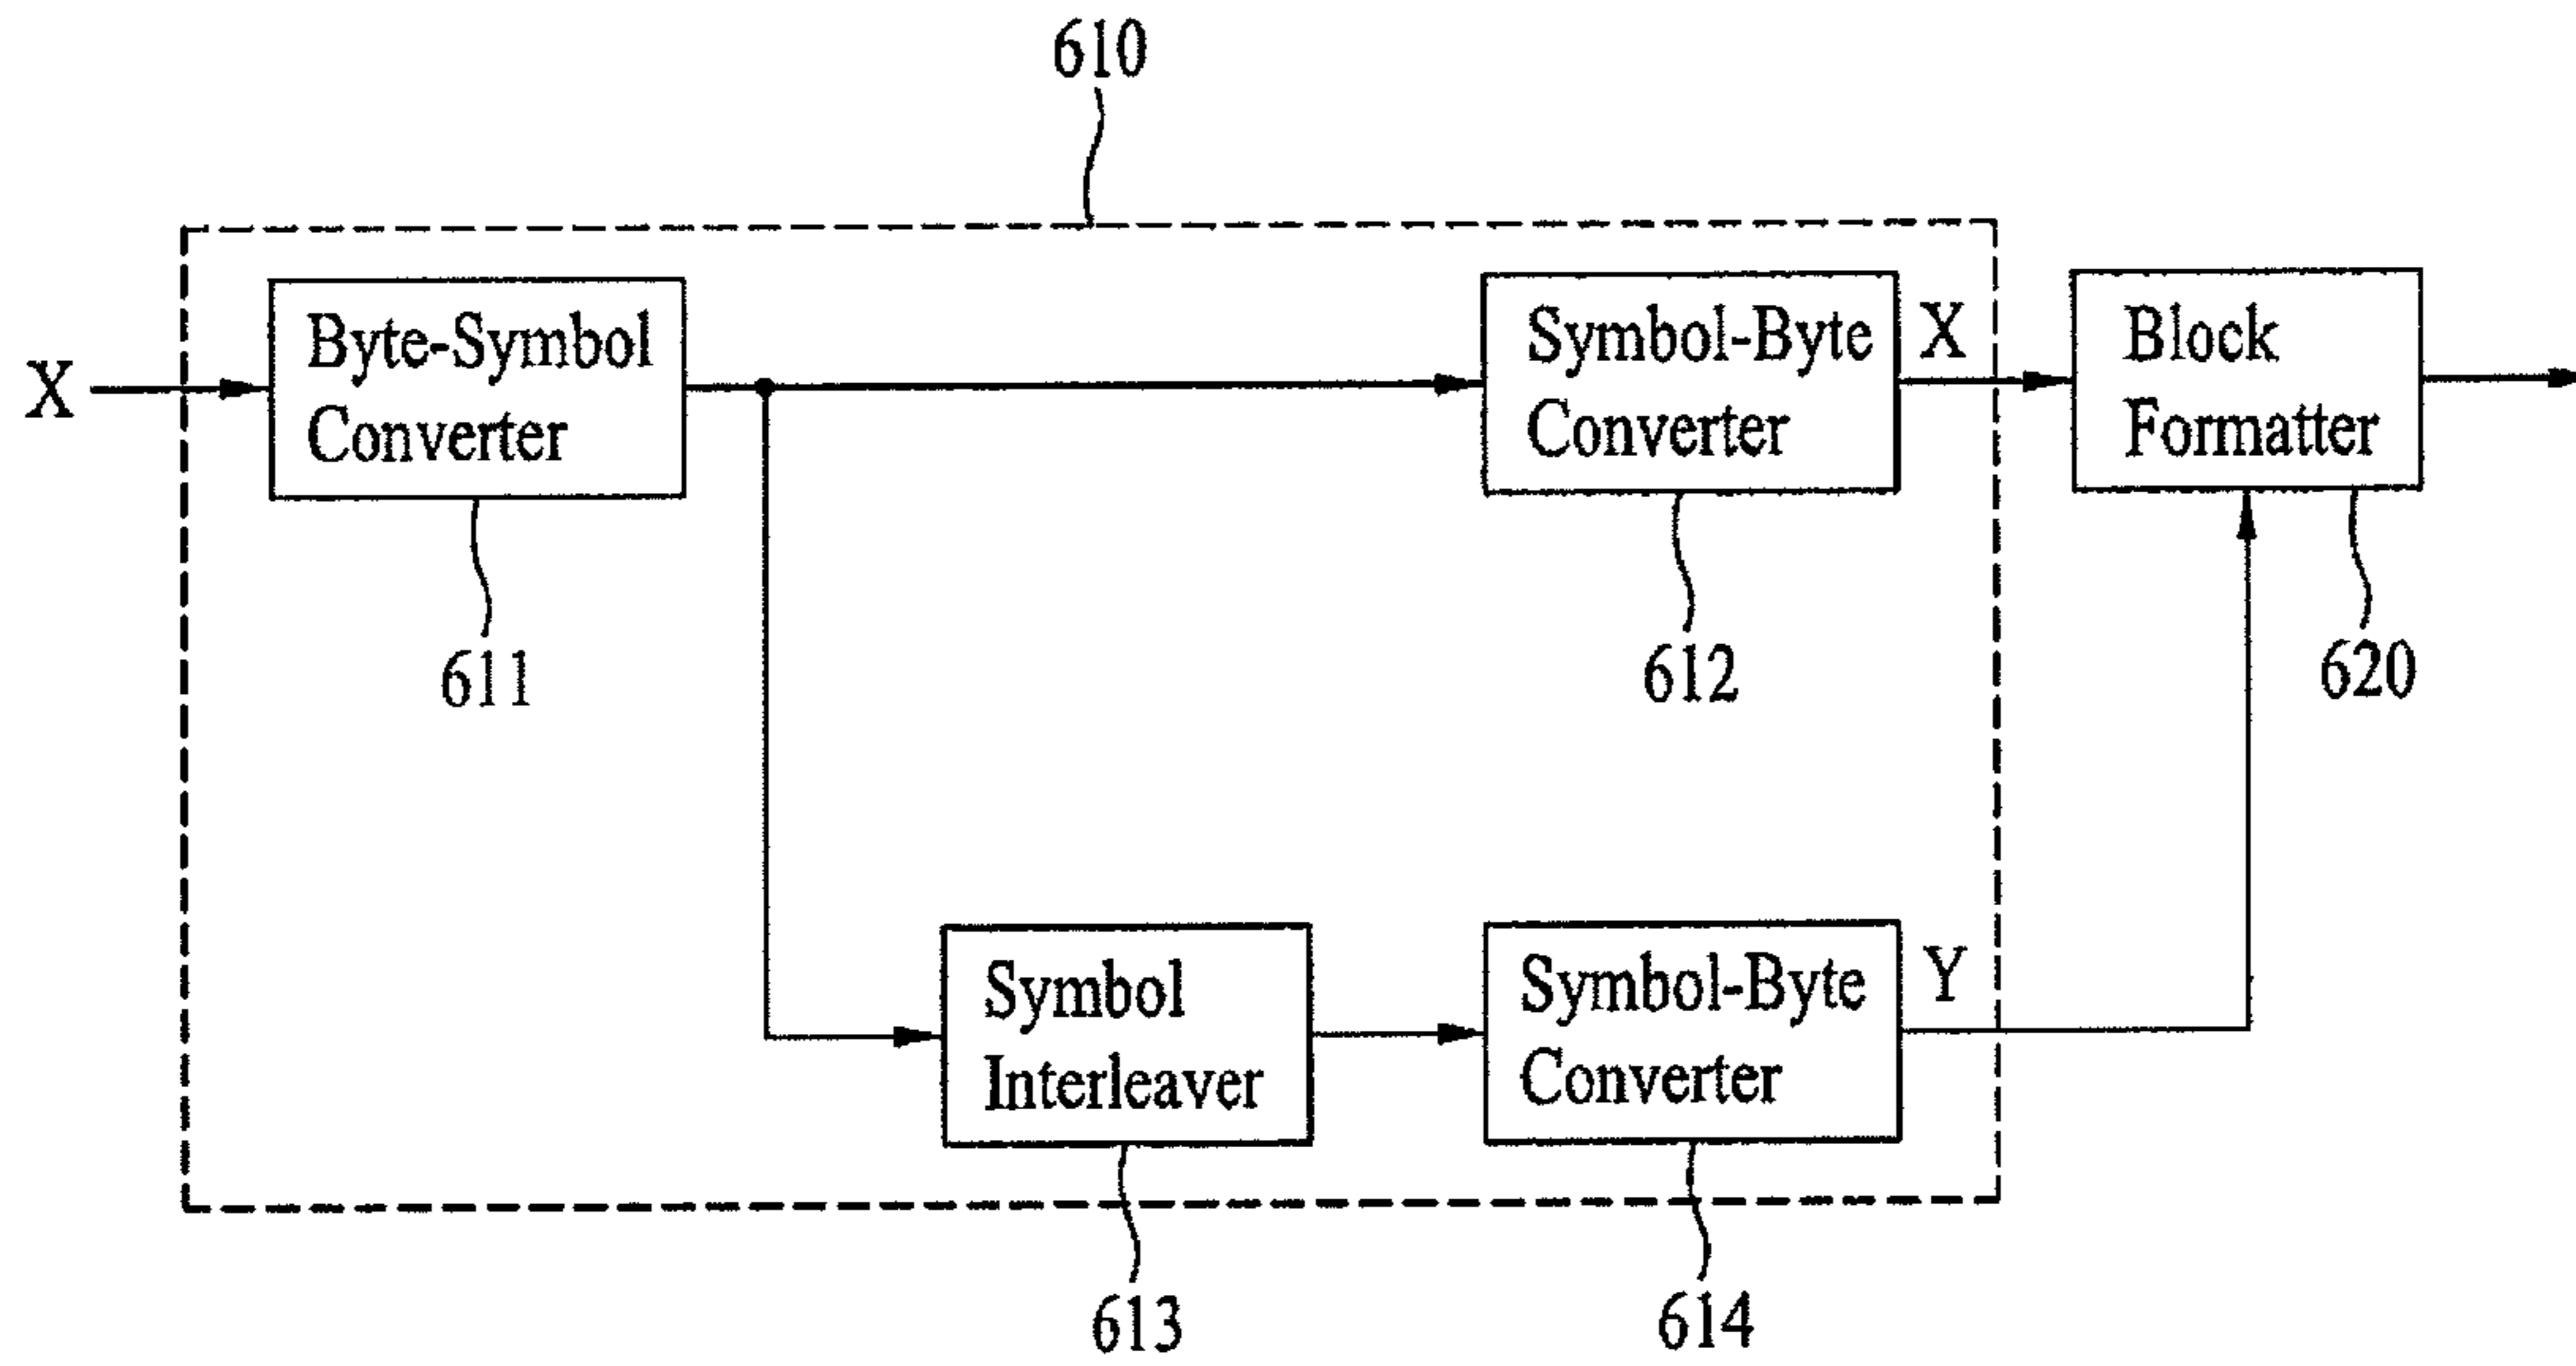 610
X
Byte-Symbol
Converter
611
Symbol-Byte
Converter
612
X
Block
Formatter
620
Symbol
Interleaver
613
Symbol-Byte
Converter
614
Y